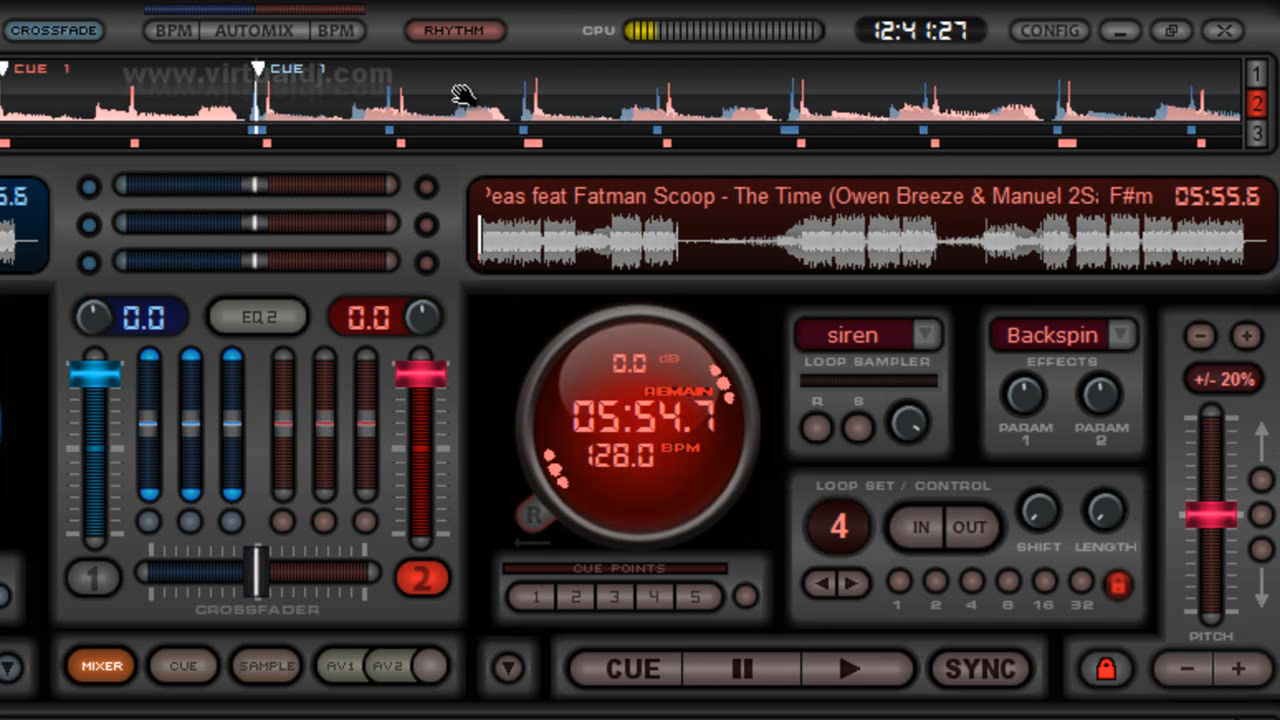 CROSSFADE BPM AUTOMIX BPM RHYTHM CPU 12:41:27 CONFIG
CUE 1 www.virtualdj.com CUE 1
1
2
3
5.6
'eas feat Fatman Scoop - The Time (Owen Breeze & Manuel 2S: F#m 05:55.6
0.0 EQ 2 0.0
0.0 dB
REMAIN
05:54.7
128.0 BPM
R
siren
LOOP SAMPLER
R S
Backspin
EFFECTS
PARAM 1 PARAM 2
+/- 20%
LOOP SET / CONTROL
4 IN OUT
SHIFT LENGTH
1 2 4 8 16 32
PITCH
1 2
CROSSFADER
CUE POINTS
1 2 3 4 5
MIXER CUE SAMPLE AV1 AV2
CUE SYNC